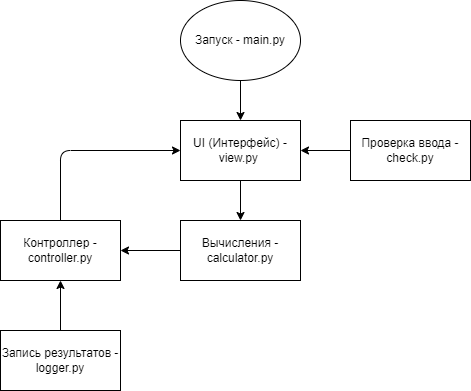 Запуск - main.py
UI (Интерфейс) -
view.py
Проверка ввода -
check.py
Контроллер -
controller.py
Вычисления -
calculator.py
Запись результатов -
logger.py